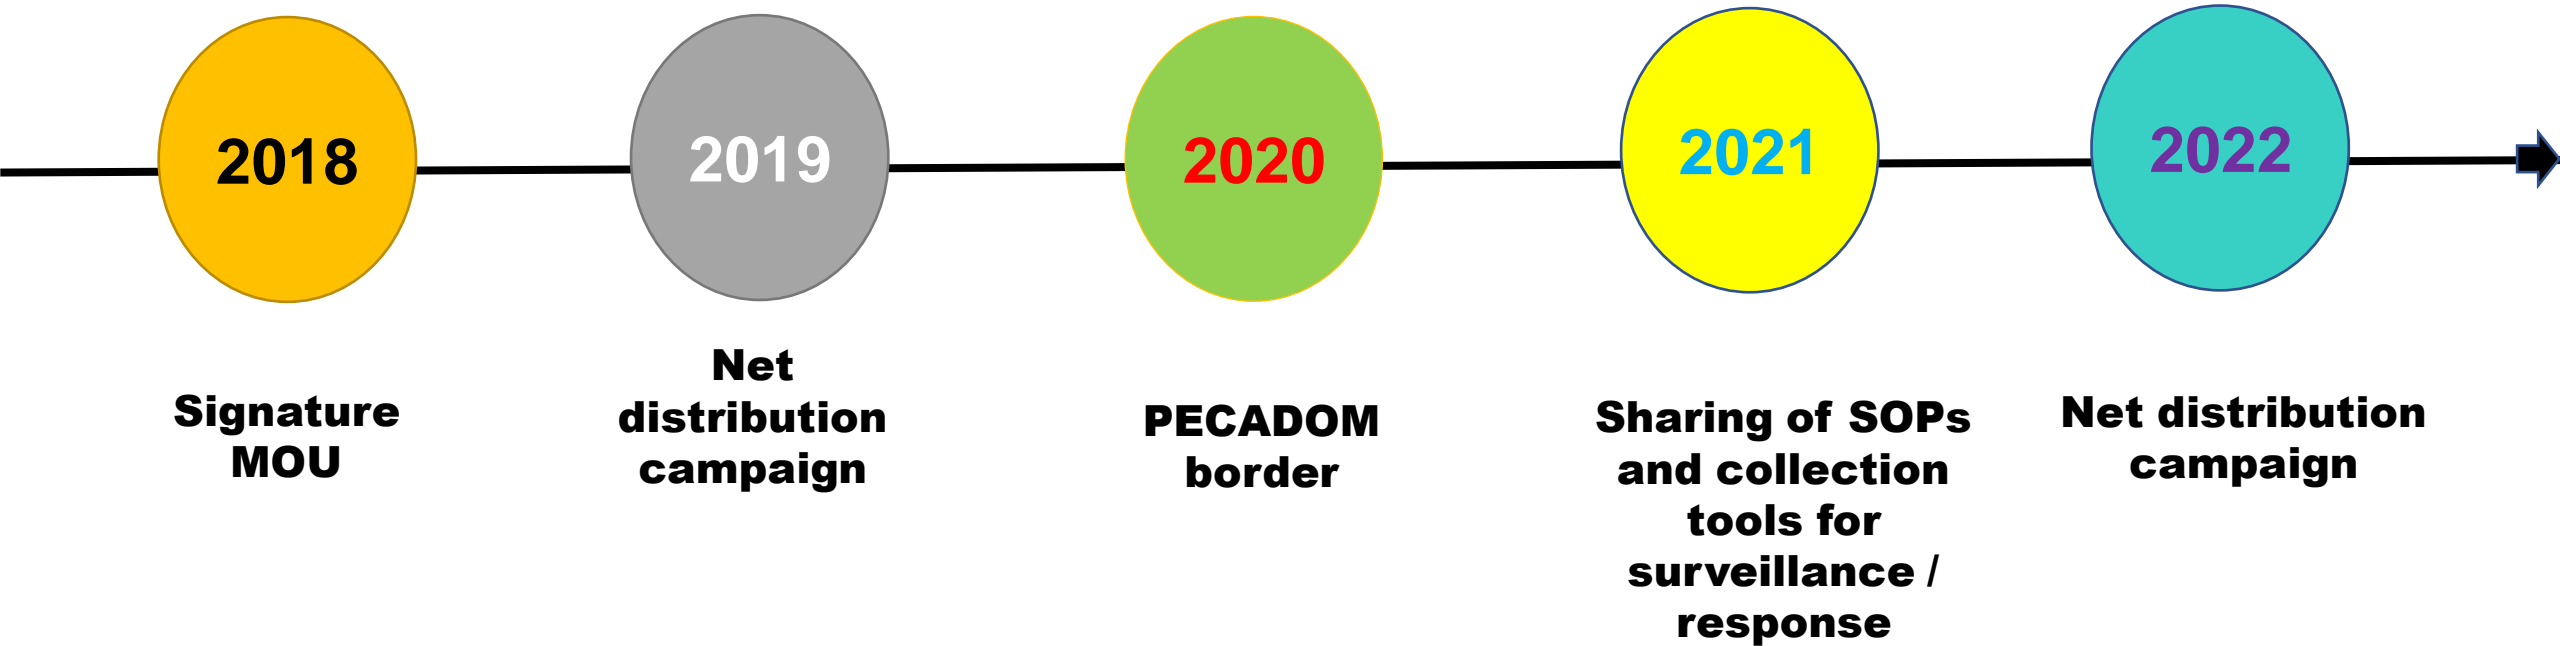 2018
2019
2020
2021
2022
Signature
MOU
Net
distribution
campaign
PECADOM
border
Sharing of SOPs
and collection
tools for
surveillance /
response
Net distribution
campaign